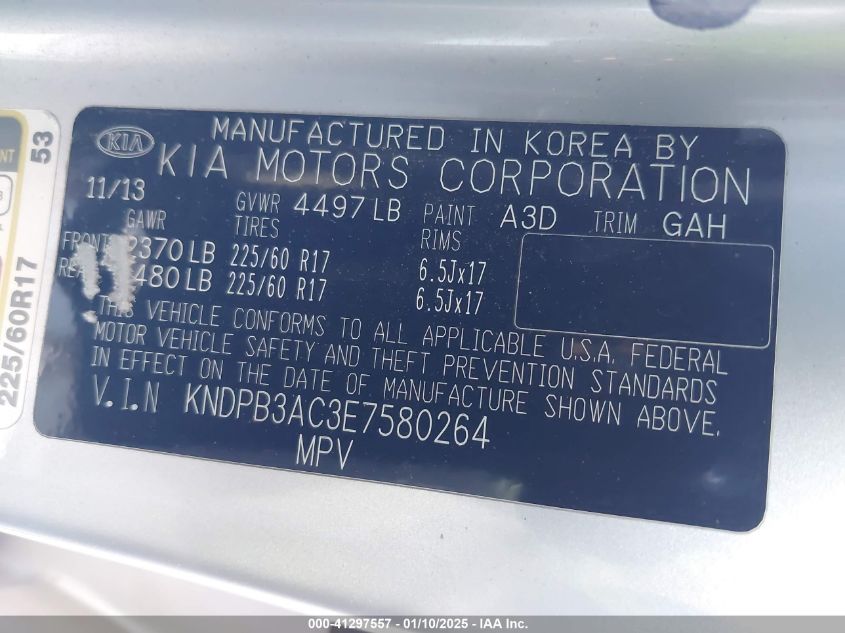 MANUFACTURED IN KOREA BY
KIA
KIA MOTORS CORPORATION
11/13 GVWR 4497 LB PAINT A3D TRIM GAH
GAWR TIRES RIMS
2370 LB 225/60 R17 6.5Jx17
480 LB 225/60 R17 6.5Jx17
THIS VEHICLE CONFORMS TO ALL APPLICABLE U.S.A. FEDERAL
MOTOR VEHICLE SAFETY AND THEFT PREVENTION STANDARDS
IN EFFECT ON THE DATE OF MANUFACTURE SHOWN ABOVE.
V.I.N KNDPB3AC3E7580264
MPV
53
225/60R17
000-41297557 - 01/10/2025 - IAA Inc.